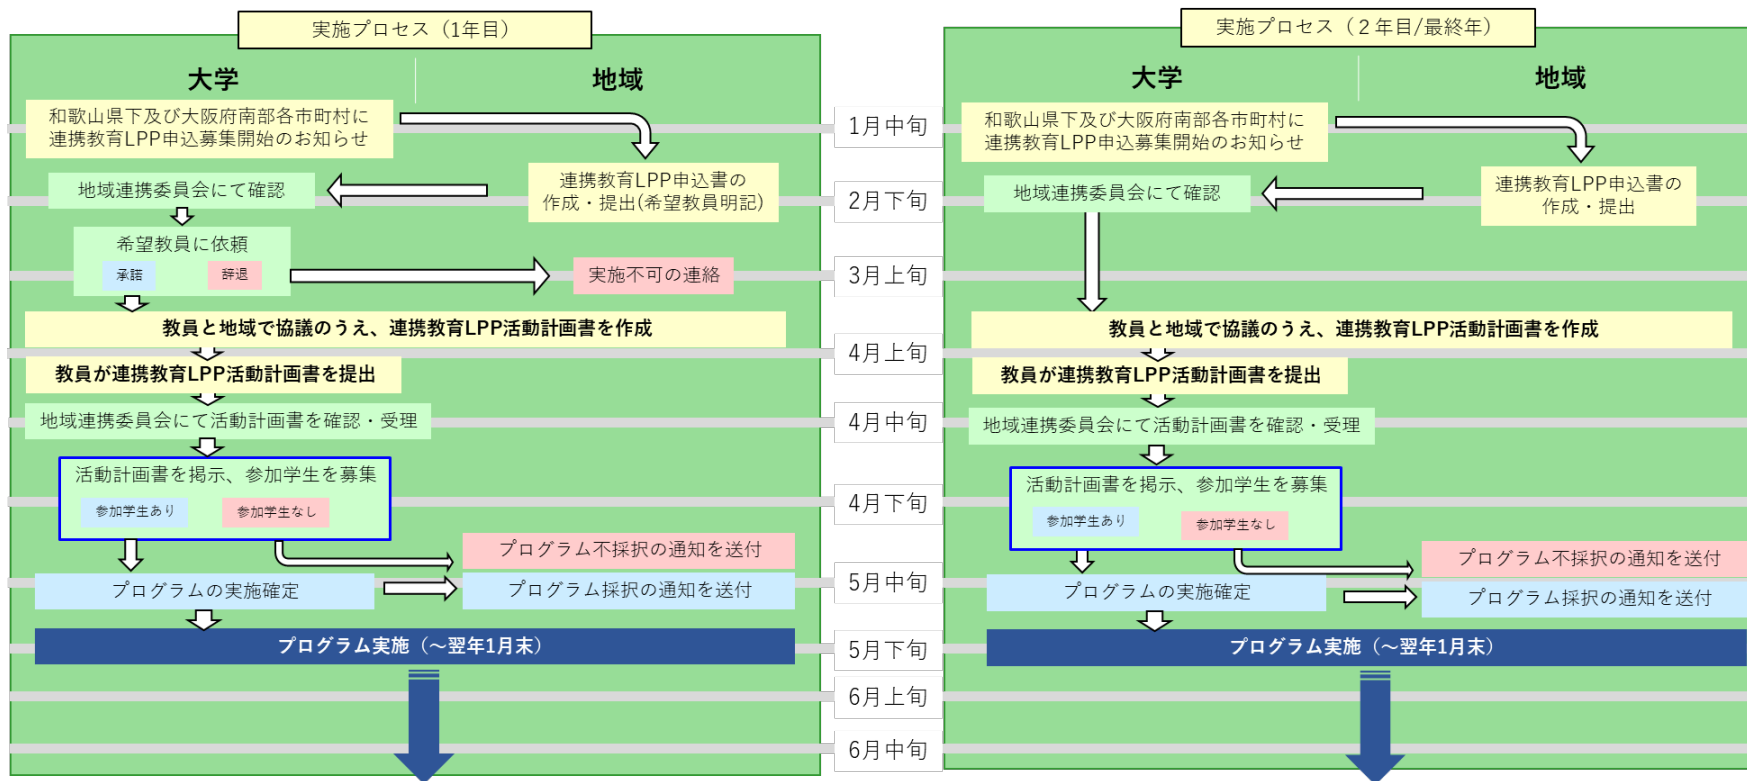 実施プロセス（1年目）
大学
地域
和歌山県下及び大阪府南部各市町村に
連携教育LPP申込募集開始のお知らせ
連携教育LPP申込書の
作成・提出(希望教員明記)
地域連携委員会にて確認
希望教員に依頼
承諾
辞退
実施不可の連絡
教員と地域で協議のうえ、連携教育LPP活動計画書を作成
教員が連携教育LPP活動計画書を提出
地域連携委員会にて活動計画書を確認・受理
活動計画書を掲示、参加学生を募集
参加学生あり
参加学生なし
プログラム不採択の通知を送付
プログラムの実施確定
プログラム採択の通知を送付
プログラム実施（～翌年1月末）
1月中旬
2月下旬
3月上旬
4月上旬
4月中旬
4月下旬
5月中旬
5月下旬
6月上旬
6月中旬
実施プロセス（２年目/最終年）
大学
地域
和歌山県下及び大阪府南部各市町村に
連携教育LPP申込募集開始のお知らせ
連携教育LPP申込書の
作成・提出
地域連携委員会にて確認
教員と地域で協議のうえ、連携教育LPP活動計画書を作成
教員が連携教育LPP活動計画書を提出
地域連携委員会にて活動計画書を確認・受理
活動計画書を掲示、参加学生を募集
参加学生あり
参加学生なし
プログラム不採択の通知を送付
プログラムの実施確定
プログラム採択の通知を送付
プログラム実施（～翌年1月末）